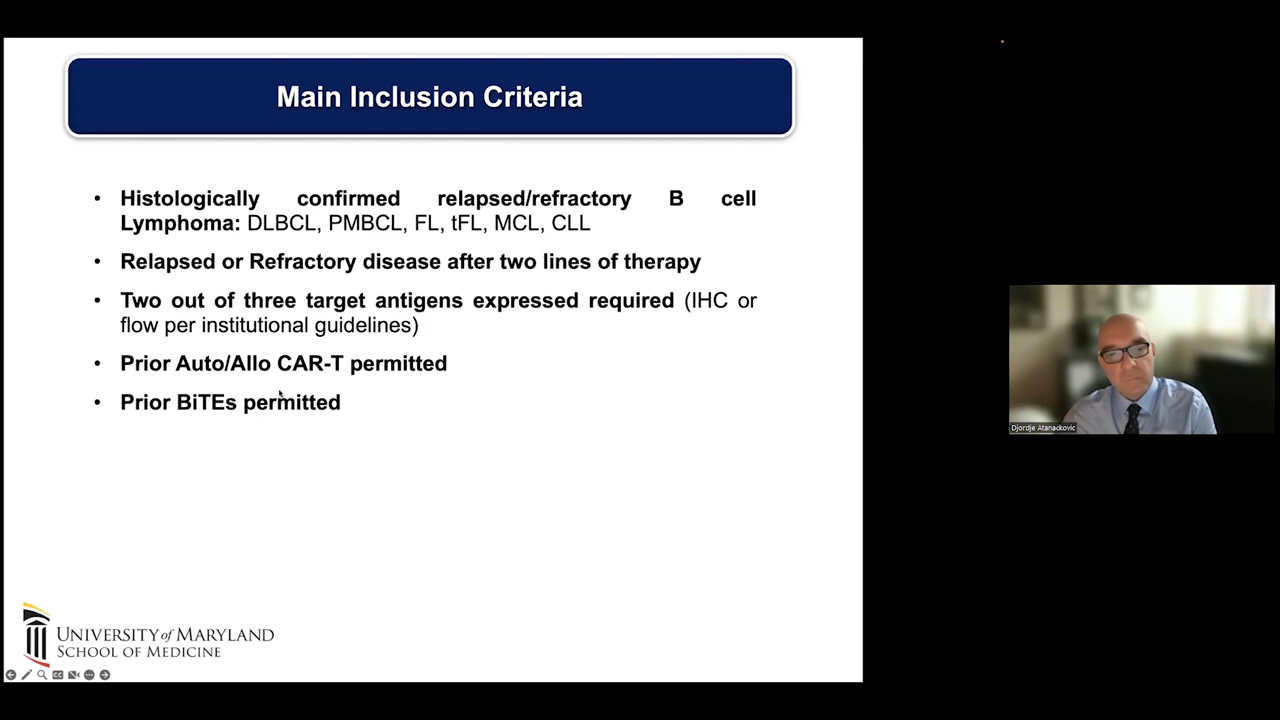 Main Inclusion Criteria
• Histologically confirmed relapsed/refractory B cell
Lymphoma: DLBCL, PMBCL, FL, tFL, MCL, CLL
• Relapsed or Refractory disease after two lines of therapy
• Two out of three target antigens expressed required (IHC or
flow per institutional guidelines)
• Prior Auto/Allo CAR-T permitted
• Prior BiTEs permitted
UNIVERSITY of MARYLAND
SCHOOL OF MEDICINE
Djordje Atanackovic